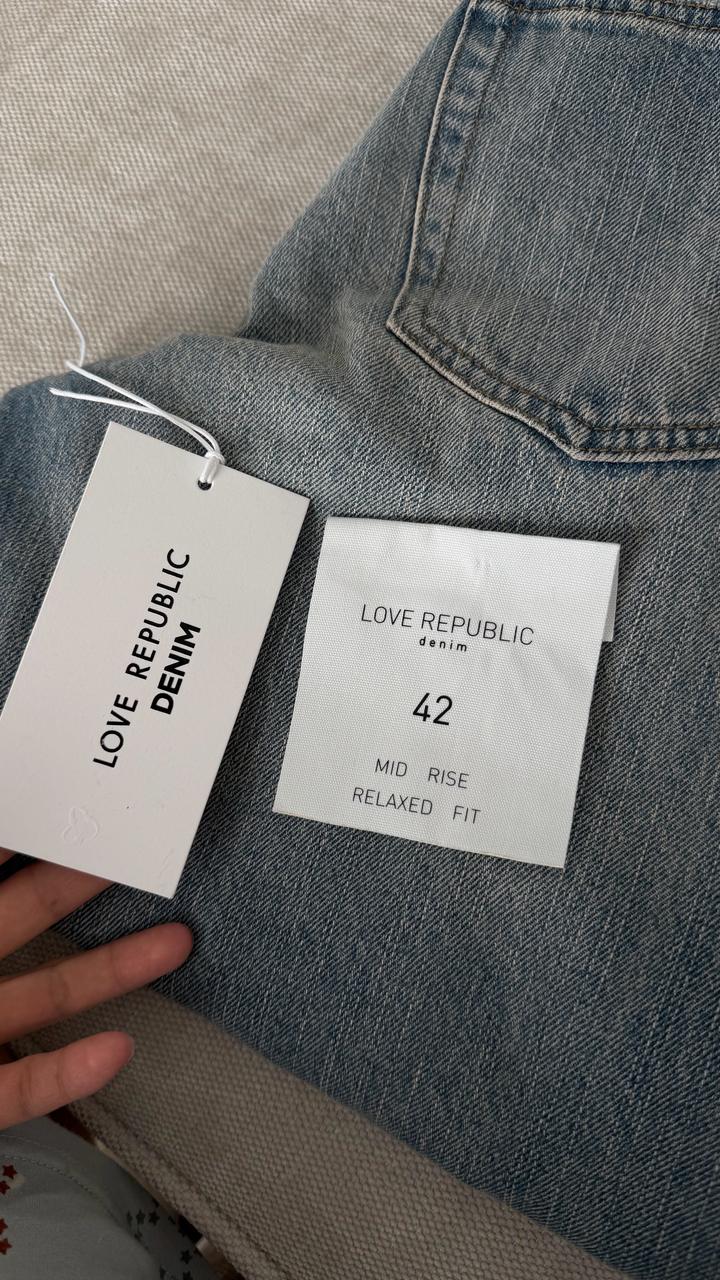 LOVE REPUBLIC
DENIM
LOVE REPUBLIC
denim
42
MID RISE
RELAXED FIT